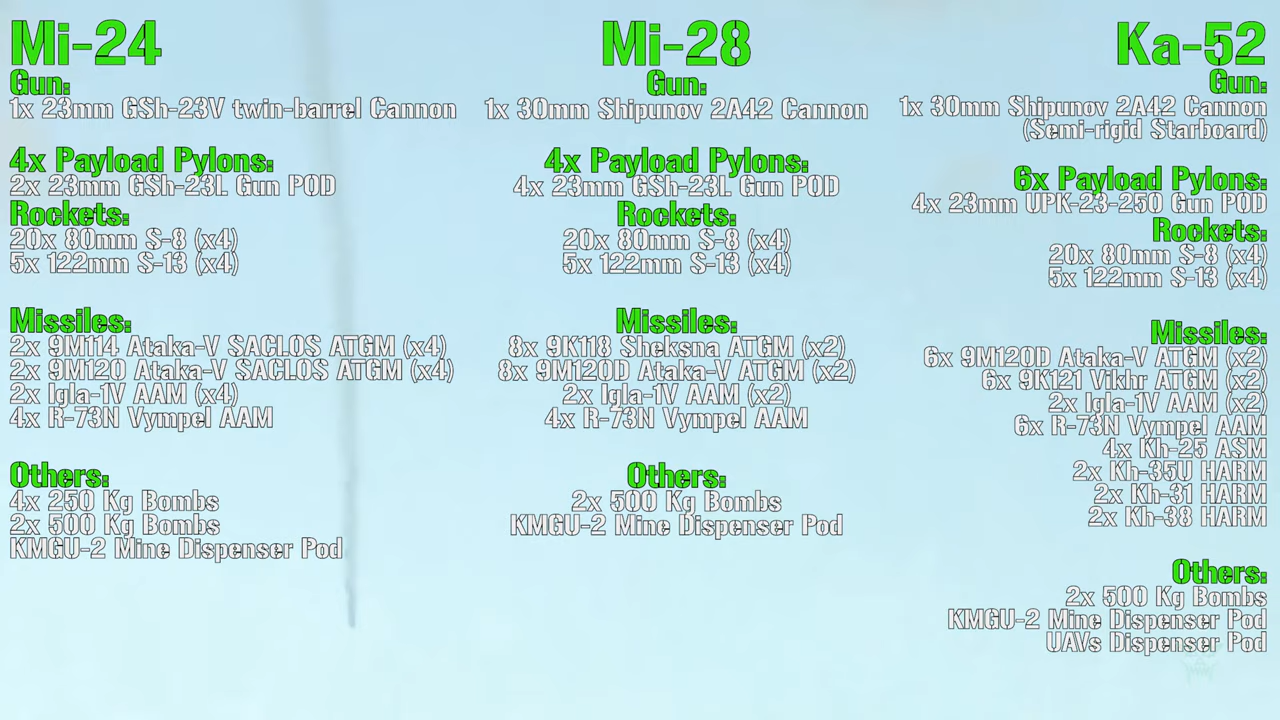 Mi-24
Gun:
1x 23mm GSh-23V twin-barrel Cannon
4x Payload Pylons:
2x 23mm GSh-23L Gun POD
Rockets:
20x 80mm S-8 (x4)
5x 122mm S-13 (x4)
Missiles:
2x 9M114 Ataka-V SACLOS ATGM (x4)
2x 9M120 Ataka-V SACLOS ATGM (x4)
2x Igla-1V AAM (x4)
4x R-73N Vympel AAM
Others:
4x 250 Kg Bombs
2x 500 Kg Bombs
KMGU-2 Mine Dispenser Pod
Mi-28
Gun:
1x 30mm Shipunov 2A42 Cannon
4x Payload Pylons:
4x 23mm GSh-23L Gun POD
Rockets:
20x 80mm S-8 (x4)
5x 122mm S-13 (x4)
Missiles:
8x 9K118 Sheksna ATGM (x2)
8x 9M120D Ataka-V ATGM (x2)
2x Igla-1V AAM (x2)
4x R-73N Vympel AAM
Others:
2x 500 Kg Bombs
KMGU-2 Mine Dispenser Pod
Ka-52
Gun:
1x 30mm Shipunov 2A42 Cannon
(Semi-rigid Starboard)
6x Payload Pylons:
4x 23mm UPK-23-250 Gun POD
Rockets:
20x 80mm S-8 (x4)
5x 122mm S-13 (x4)
Missiles:
6x 9M120D Ataka-V ATGM (x2)
6x 9K121 Vikhr ATGM (x2)
2x Igla-1V AAM (x2)
6x R-73N Vympel AAM
4x Kh-25 ASM
2x Kh-35U HARM
2x Kh-31 HARM
2x Kh-38 HARM
Others:
2x 500 Kg Bombs
KMGU-2 Mine Dispenser Pod
UAVs Dispenser Pod